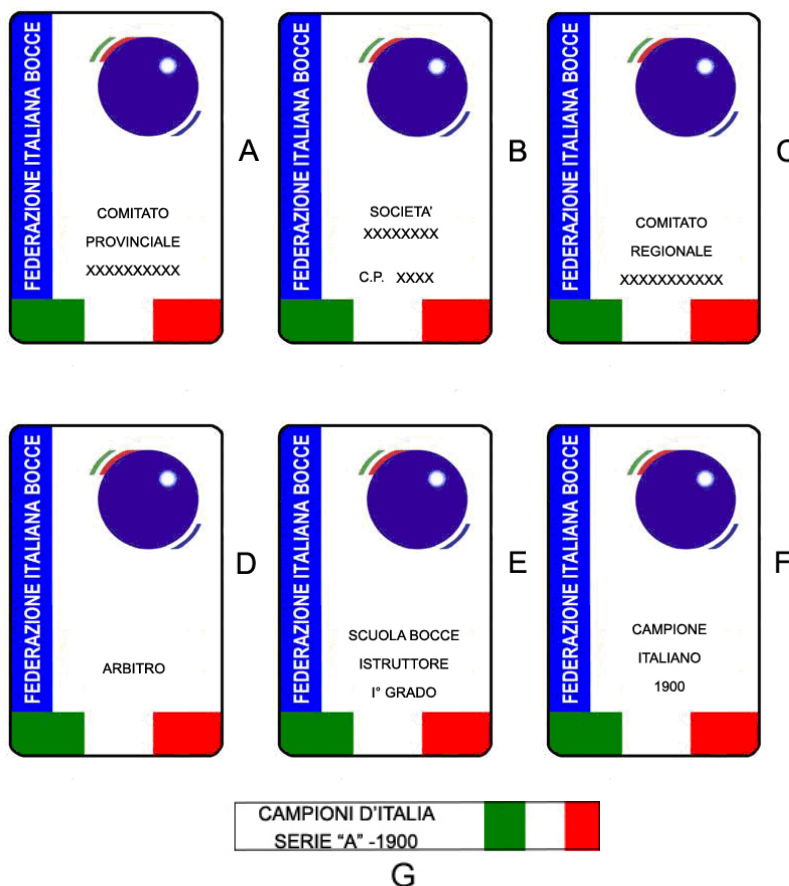 FEDERAZIONE ITALIANA BOCCE
COMITATO
PROVINCIALE
XXXXXXXXXX
A
FEDERAZIONE ITALIANA BOCCE
SOCIETA'
XXXXXXXX
C.P. XXXX
B
FEDERAZIONE ITALIANA BOCCE
COMITATO
REGIONALE
XXXXXXXXXXX
C
FEDERAZIONE ITALIANA BOCCE
ARBITRO
D
FEDERAZIONE ITALIANA BOCCE
SCUOLA BOCCE
ISTRUTTORE
I° GRADO
E
FEDERAZIONE ITALIANA BOCCE
CAMPIONE
ITALIANO
1900
F
CAMPIONI D'ITALIA
SERIE “A” -1900
G